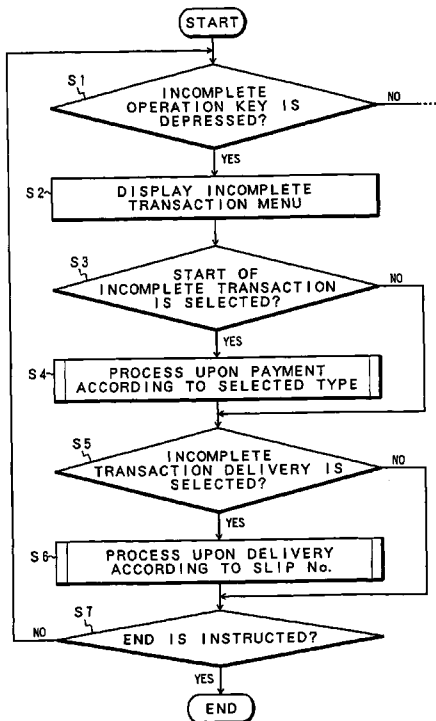 START
S1
INCOMPLETE
OPERATION KEY IS
DEPRESSED?
NO
YES
S2
DISPLAY INCOMPLETE
TRANSACTION MENU
S3
START OF
INCOMPLETE TRANSACTION
IS SELECTED?
NO
YES
S4
PROCESS UPON PAYMENT
ACCORDING TO SELECTED TYPE
S5
INCOMPLETE
TRANSACTION DELIVERY IS
SELECTED?
NO
YES
S6
PROCESS UPON DELIVERY
ACCORDING TO SLIP No.
S7
NO
END IS INSTRUCTED?
YES
END